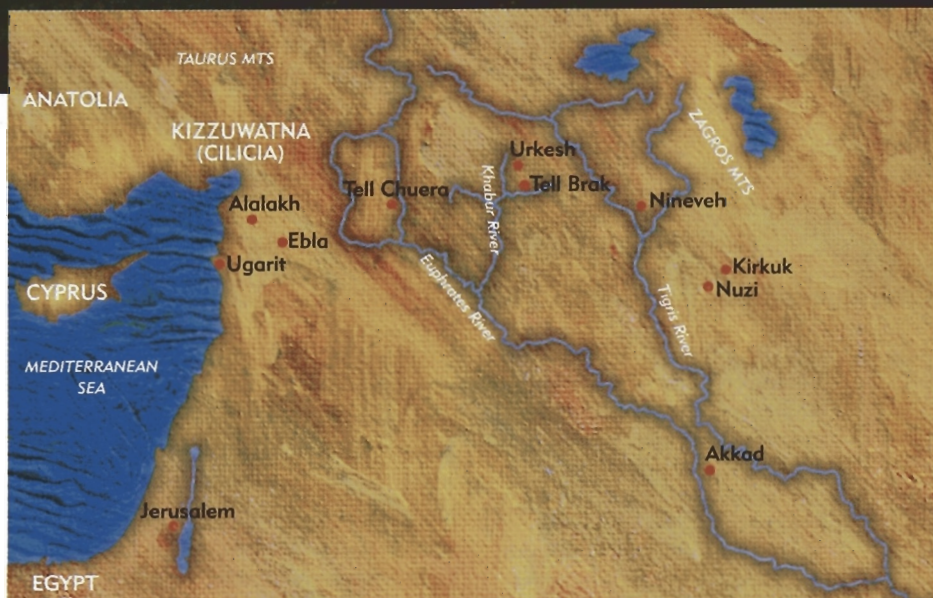 TAURUS MTS
ANATOLIA
KIZZUWATNA
(CILICIA)
ZAGROS MTS
Urkesh
Khabur River
Tell Brak
Tell Chuera
Nineveh
Alalakh
Ebla
Ugarit
Euphrates River
Kirkuk
Nuzi
Tigris River
CYPRUS
MEDITERRANEAN
SEA
Akkad
Jerusalem
EGYPT